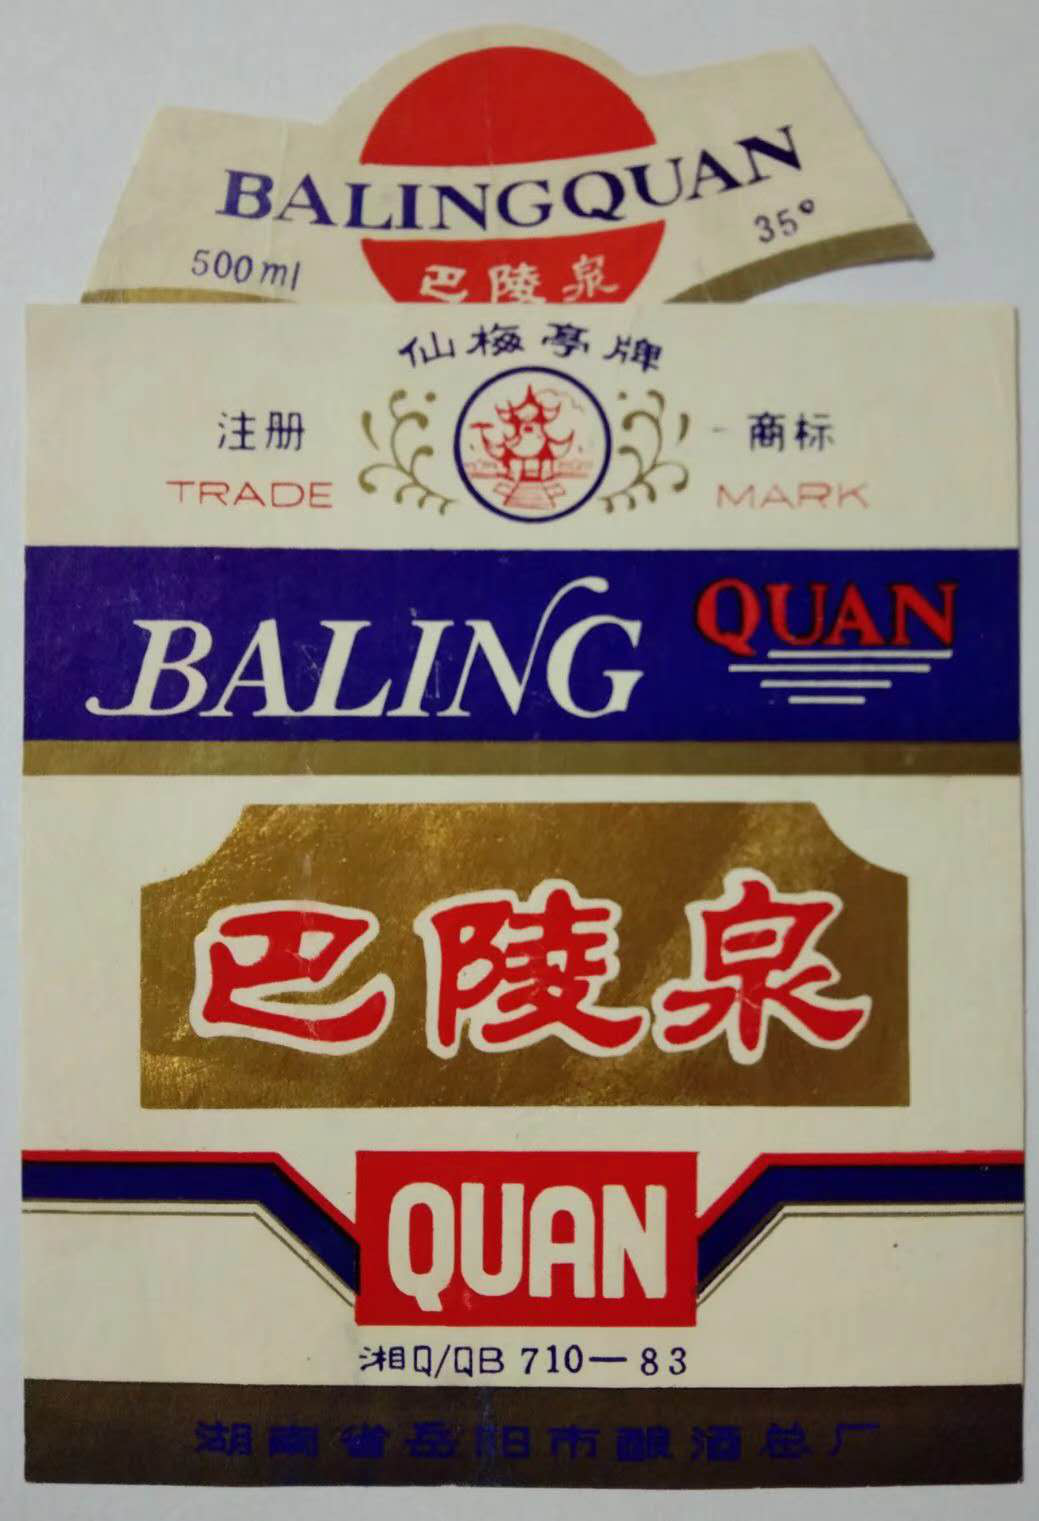 BALINGQUAN
500ml 35°
巴陵泉
仙梅亭牌
注册 商标
TRADE MARK
BALING QUAN
巴陵泉
QUAN
湘Q/QB 710—83
湖南省岳阳市酿酒总厂